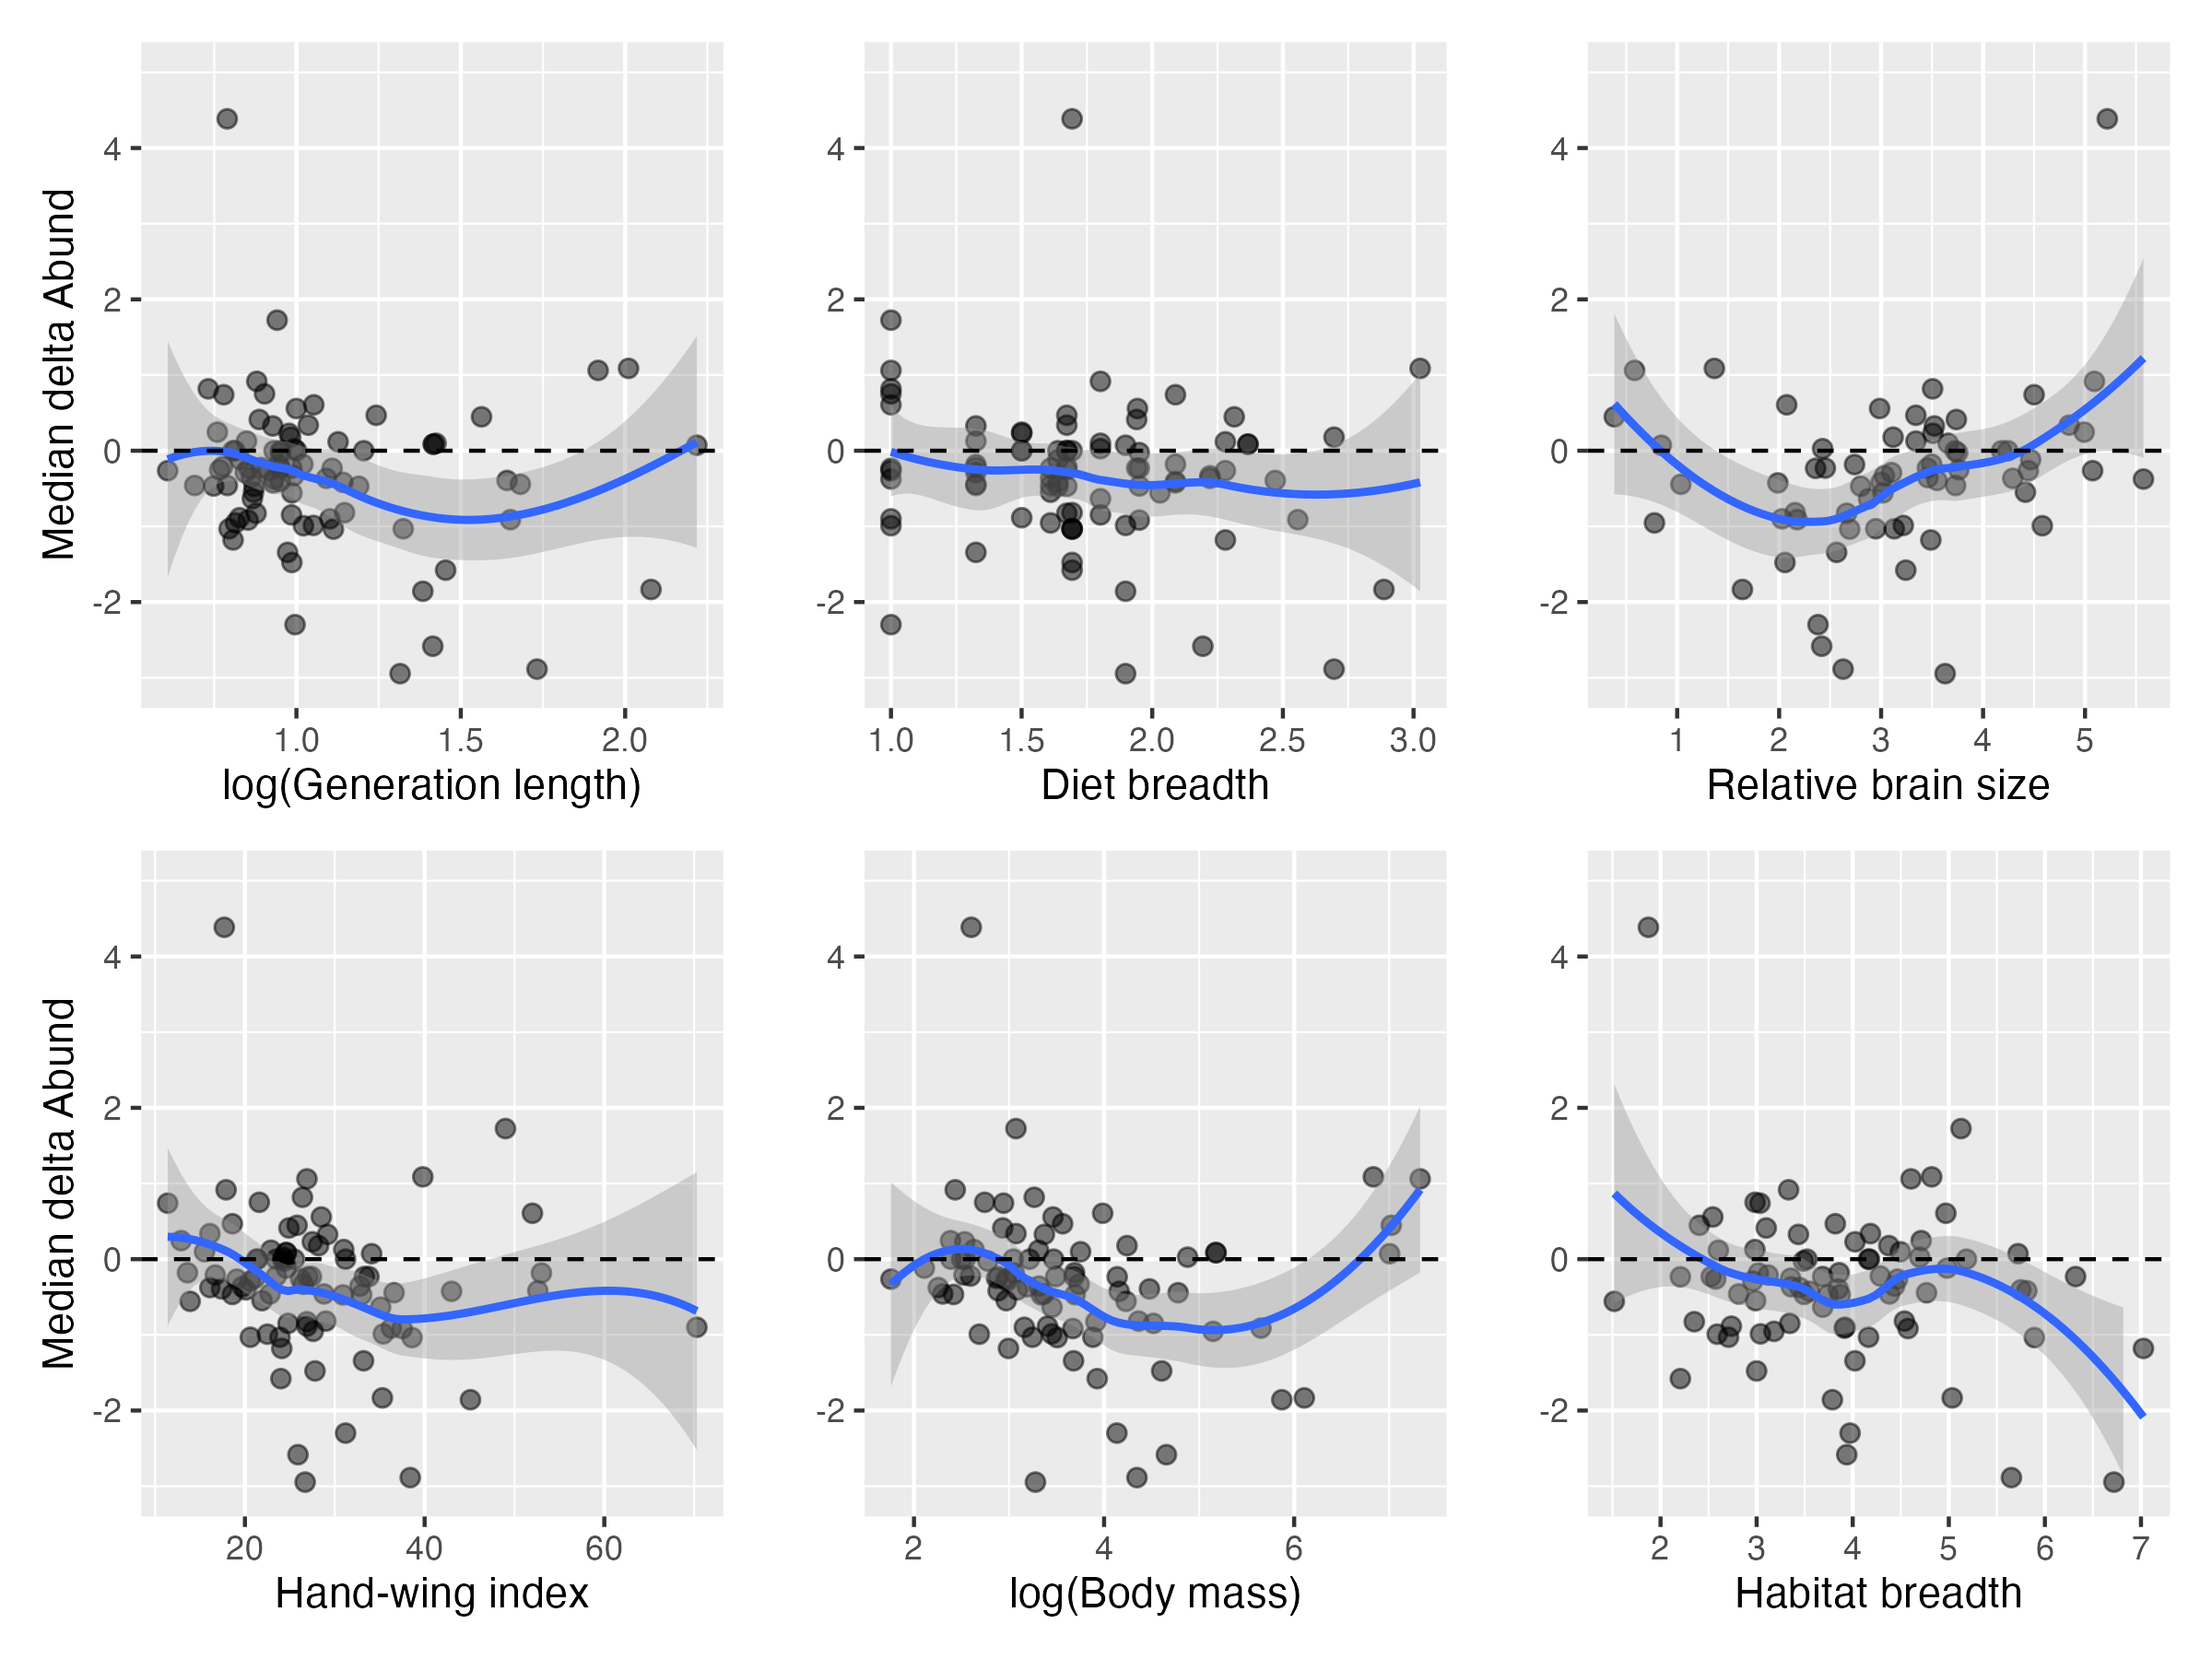 Median delta Abund
4
2
0
-2
1.0 1.5 2.0
log(Generation length)
4
2
0
-2
1.0 1.5 2.0 2.5 3.0
Diet breadth
4
2
0
-2
1 2 3 4 5
Relative brain size
Median delta Abund
4
2
0
-2
20 40 60
Hand-wing index
4
2
0
-2
2 4 6
log(Body mass)
4
2
0
-2
2 3 4 5 6 7
Habitat breadth